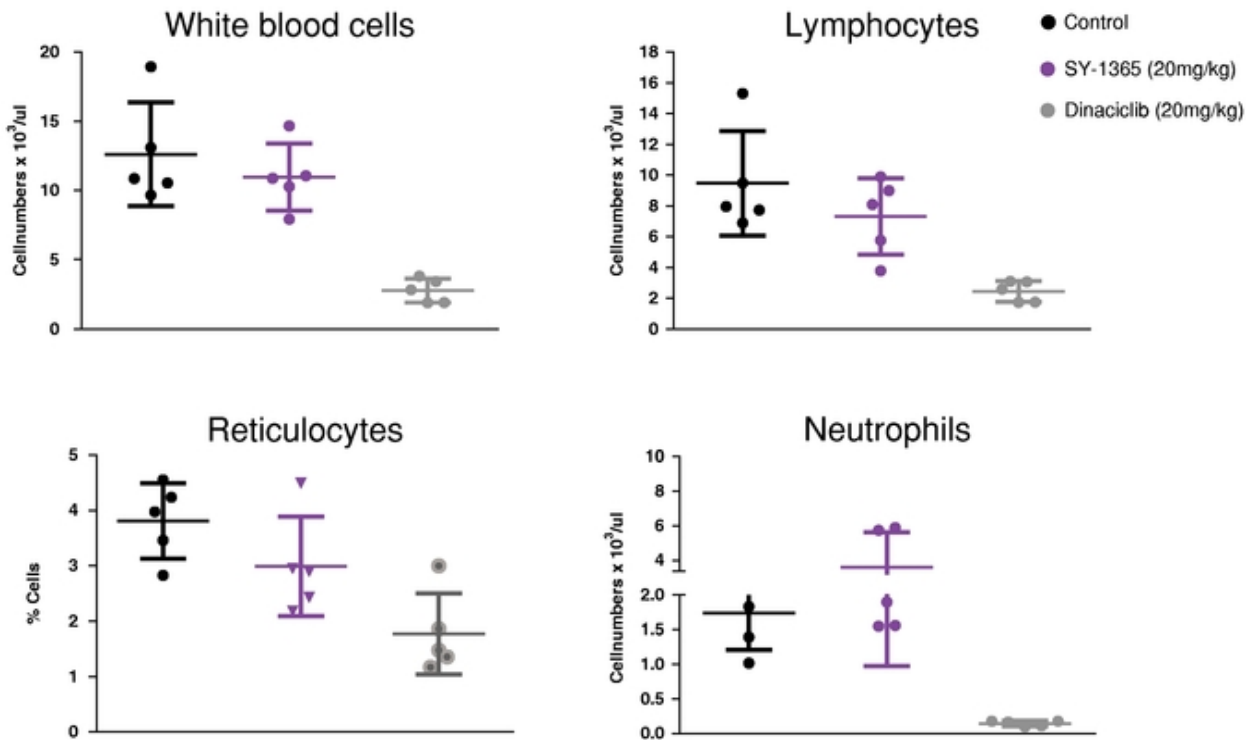 White blood cells
Cellnumbers x 10³/ul
20
15
10
5
0
Lymphocytes
Cellnumbers x 10³/ul
18
16
14
12
10
8
6
4
2
0
Control
SY-1365 (20mg/kg)
Dinaciclib (20mg/kg)
Reticulocytes
% Cells
5
4
3
2
1
0
Neutrophils
Cellnumbers x 10³/ul
10
8
6
4
2.0
1.5
1.0
0.5
0.0